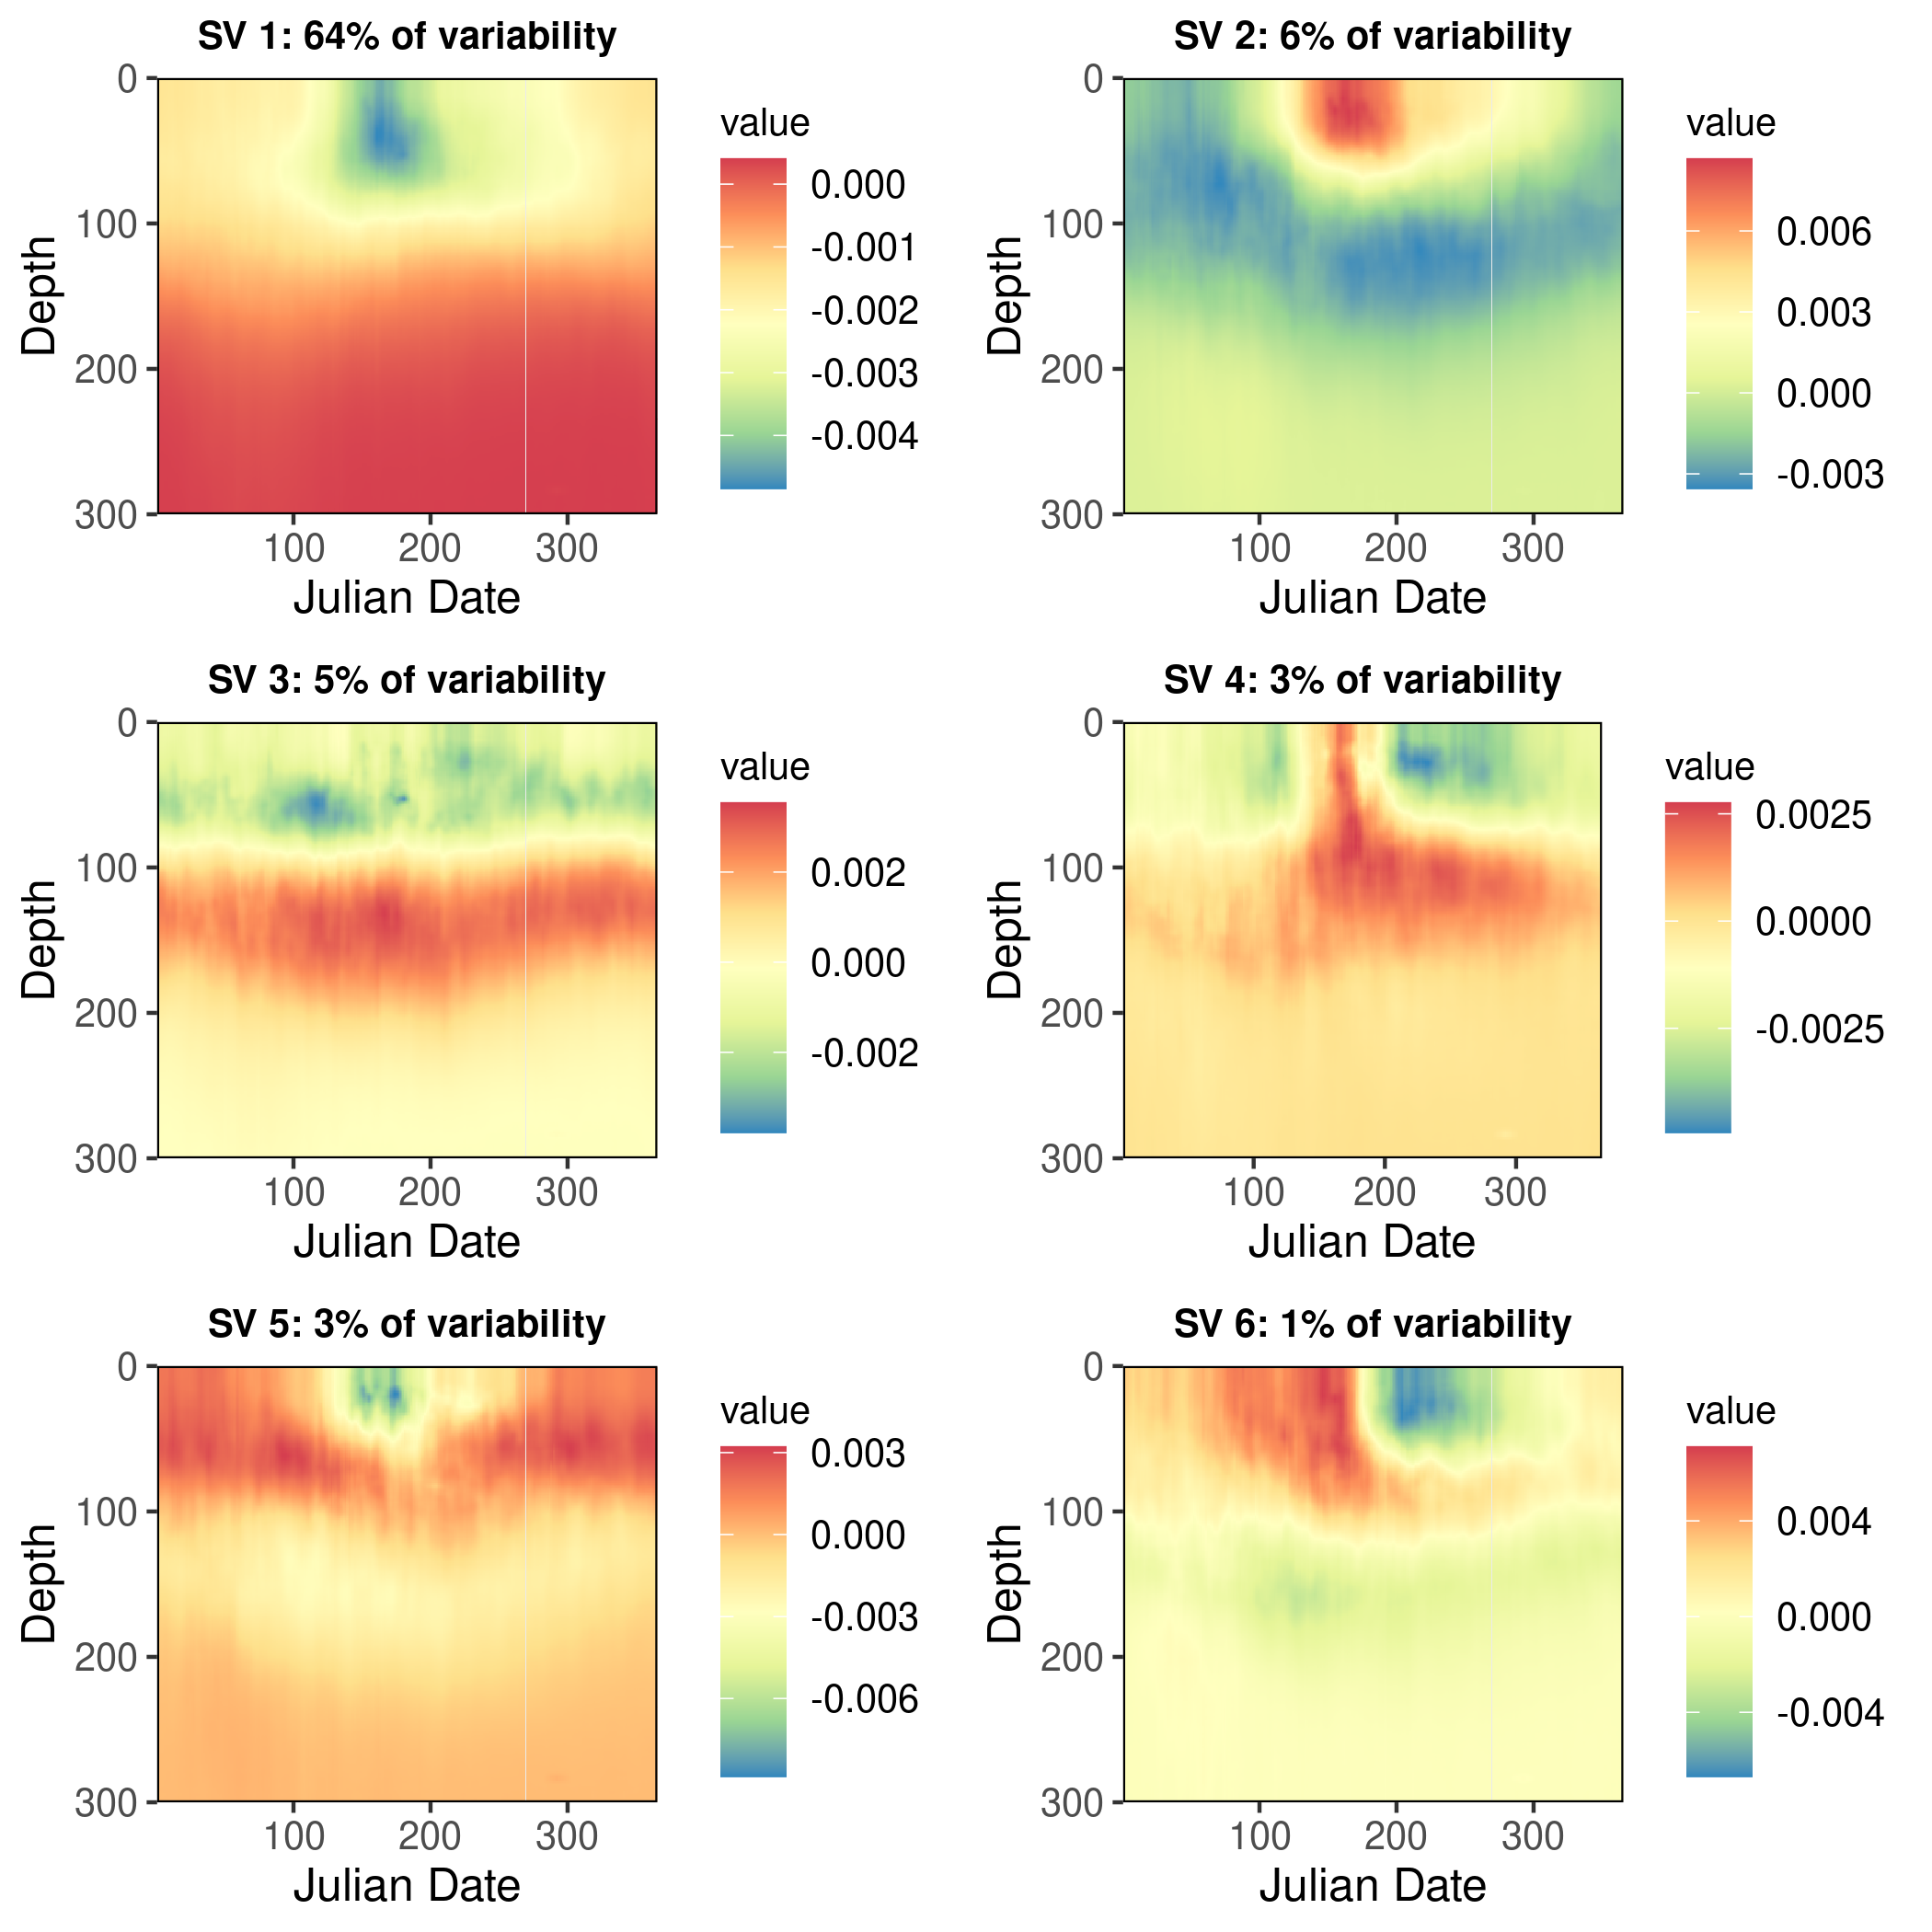 SV 1: 64% of variability
0
100
200
300
Depth
100 200 300
Julian Date
value
0.000
-0.001
-0.002
-0.003
-0.004
SV 2: 6% of variability
0
100
200
300
Depth
100 200 300
Julian Date
value
0.006
0.003
0.000
-0.003
SV 3: 5% of variability
0
100
200
300
Depth
100 200 300
Julian Date
value
0.002
0.000
-0.002
SV 4: 3% of variability
0
100
200
300
Depth
100 200 300
Julian Date
value
0.0025
0.0000
-0.0025
SV 5: 3% of variability
0
100
200
300
Depth
100 200 300
Julian Date
value
0.003
0.000
-0.003
-0.006
SV 6: 1% of variability
0
100
200
300
Depth
100 200 300
Julian Date
value
0.004
0.000
-0.004